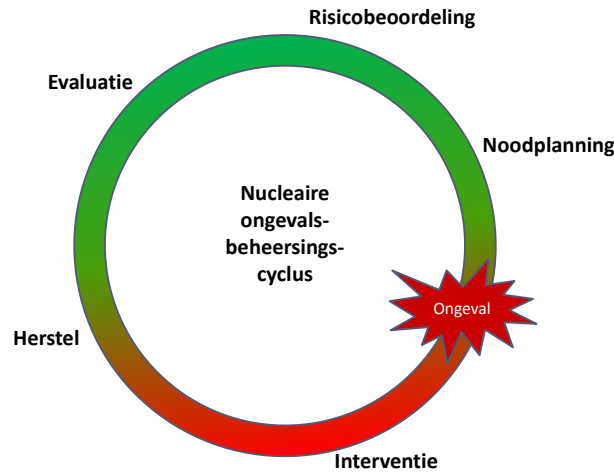 Risicobeoordeling
Evaluatie
Noodplanning
Nucleaire
ongevals-
beheersings-
cyclus
Ongeval
Herstel
Interventie